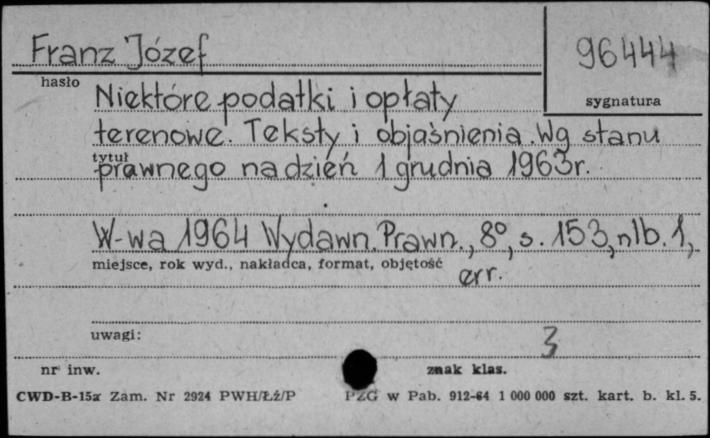 Franz Józef
96444
hasło
sygnatura
Niektóre podatki i opłaty
terenowe. Teksty i objaśnienia. Wg stanu
tytuł
prawnego na dzień 1 grudnia 1963r.
W-wa 1964 Wydawn. Prawn., 8°, s. 153, nlb. 1,
miejsce, rok wyd., nakładca, format, objętość
err.
uwagi:
3
nr inw.
znak klas.
CWD-B-15a Zam. Nr 2924 PWH/Łź/P PZG w Pab. 912-64 1 000 000 szt. kart. b. kl. 5.